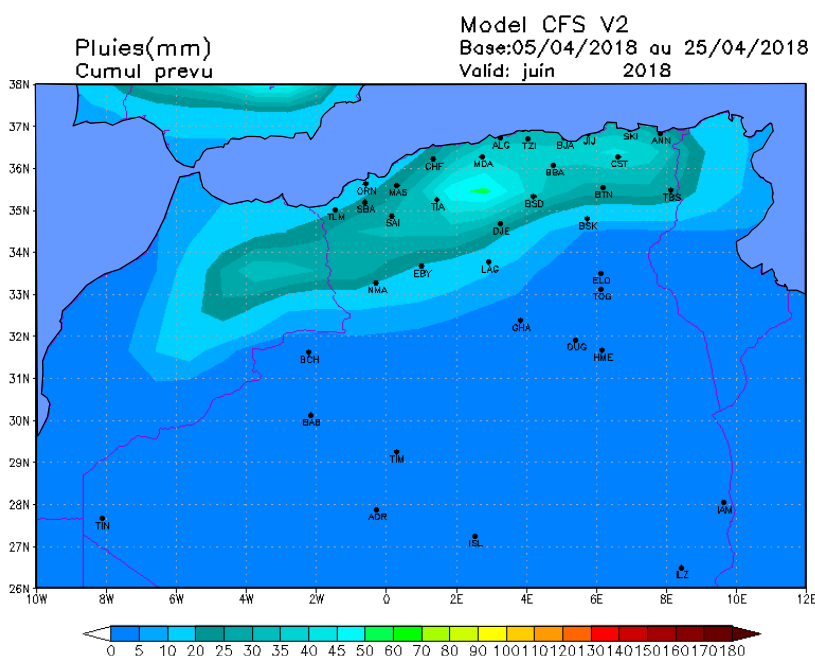 Model CFS V2
Pluies(mm)
Base:05/04/2018 au 25/04/2018
Cumul prevu
Valid: juin 2018
38N
37N
SKI ANN
ALG TZI BJA JIJ
36N
CHF MDA BBA CST
ORN MAS BTN TBS
35N
SBA TIA BSD
TLM SAI BSK
34N
DJE
EBY LAG
33N
NMA ELO
TOG
32N
GHA
BCH OUG HME
31N
30N
BAB
29N
TIM
28N
TIN ADR IAM
27N
ISL
ILZ
26N
10W 8W 6W 4W 2W 0 2E 4E 6E 8E 10E 12E
0 5 10 20 25 35 40 45 50 60 70 80 90 100 110 120 130 140 150 160 170 180